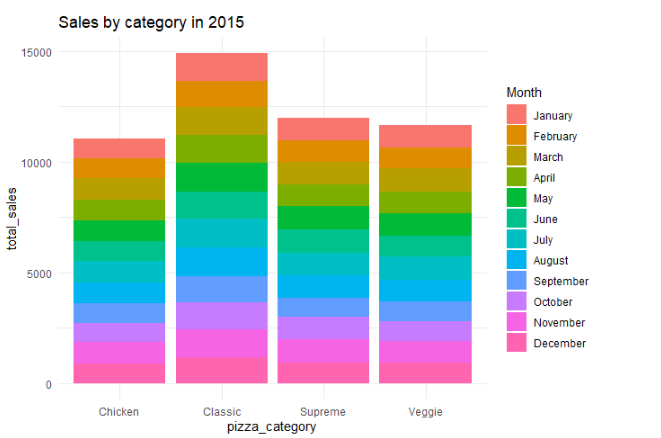 Sales by category in 2015
total_sales
15000
10000
5000
0
Chicken
Classic
Supreme
Veggie
pizza_category
Month
January
February
March
April
May
June
July
August
September
October
November
December